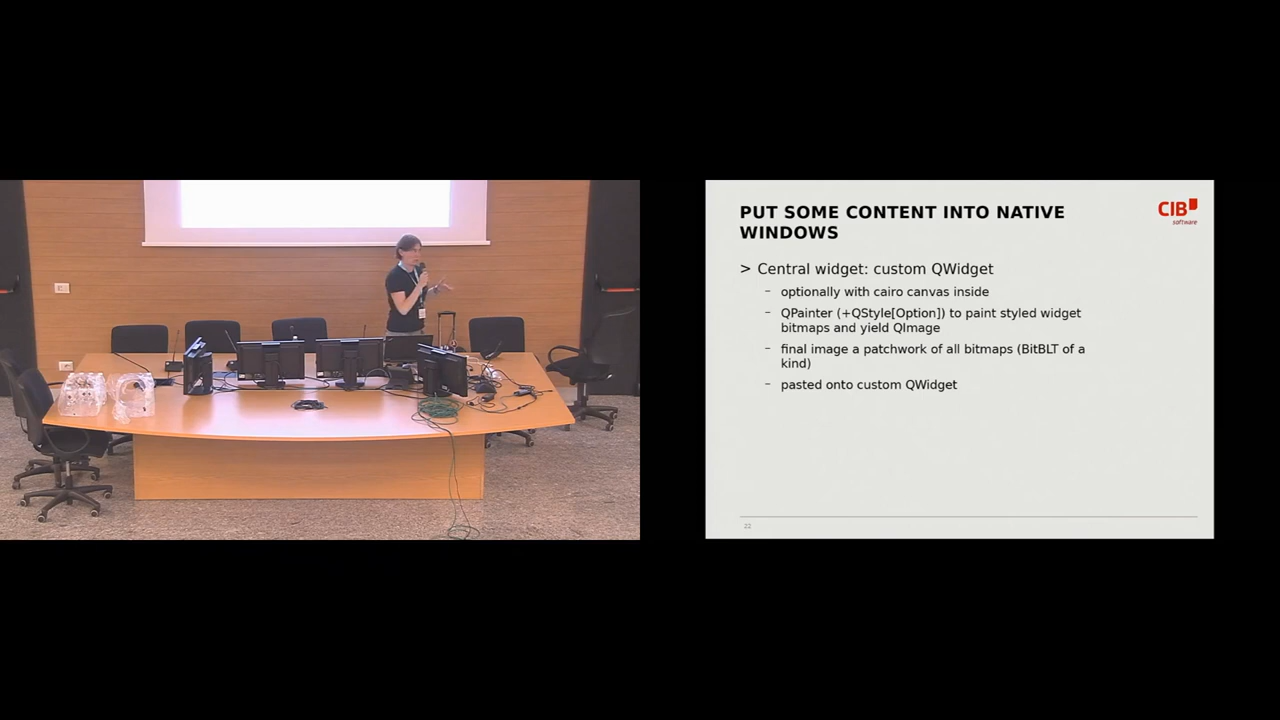 PUT SOME CONTENT INTO NATIVE
WINDOWS
CIB
software
> Central widget: custom QWidget
– optionally with cairo canvas inside
– QPainter (+QStyle[Option]) to paint styled widget
bitmaps and yield QImage
– final image a patchwork of all bitmaps (BitBLT of a
kind)
– pasted onto custom QWidget
22